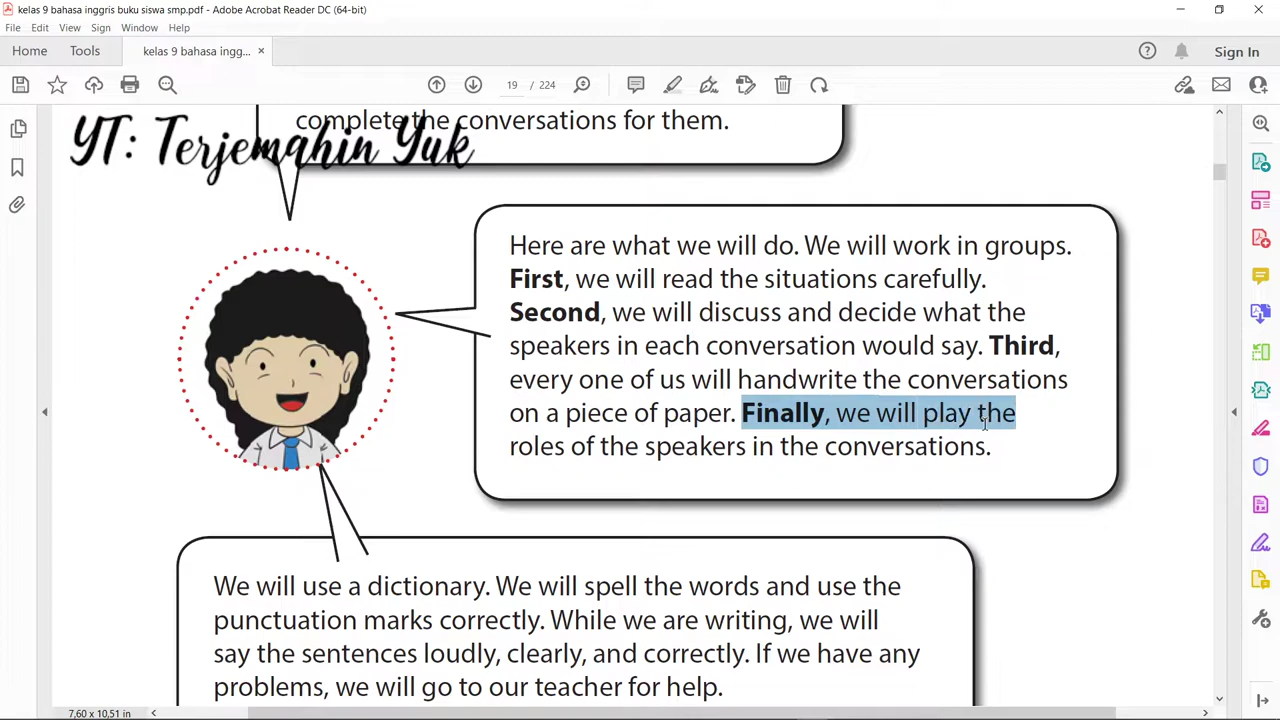 kelas 9 bahasa inggris buku siswa smp.pdf - Adobe Acrobat Reader DC (64-bit)
File Edit View Sign Window Help
Home Tools kelas 9 bahasa ingg... × Sign In
19 / 224
complete the conversations for them.
YT: Terjemahin Yuk
Here are what we will do. We will work in groups.
First, we will read the situations carefully.
Second, we will discuss and decide what the
speakers in each conversation would say. Third,
every one of us will handwrite the conversations
on a piece of paper. Finally, we will play the
roles of the speakers in the conversations.
We will use a dictionary. We will spell the words and use the
punctuation marks correctly. While we are writing, we will
say the sentences loudly, clearly, and correctly. If we have any
problems, we will go to our teacher for help.
7,60 x 10,51 in